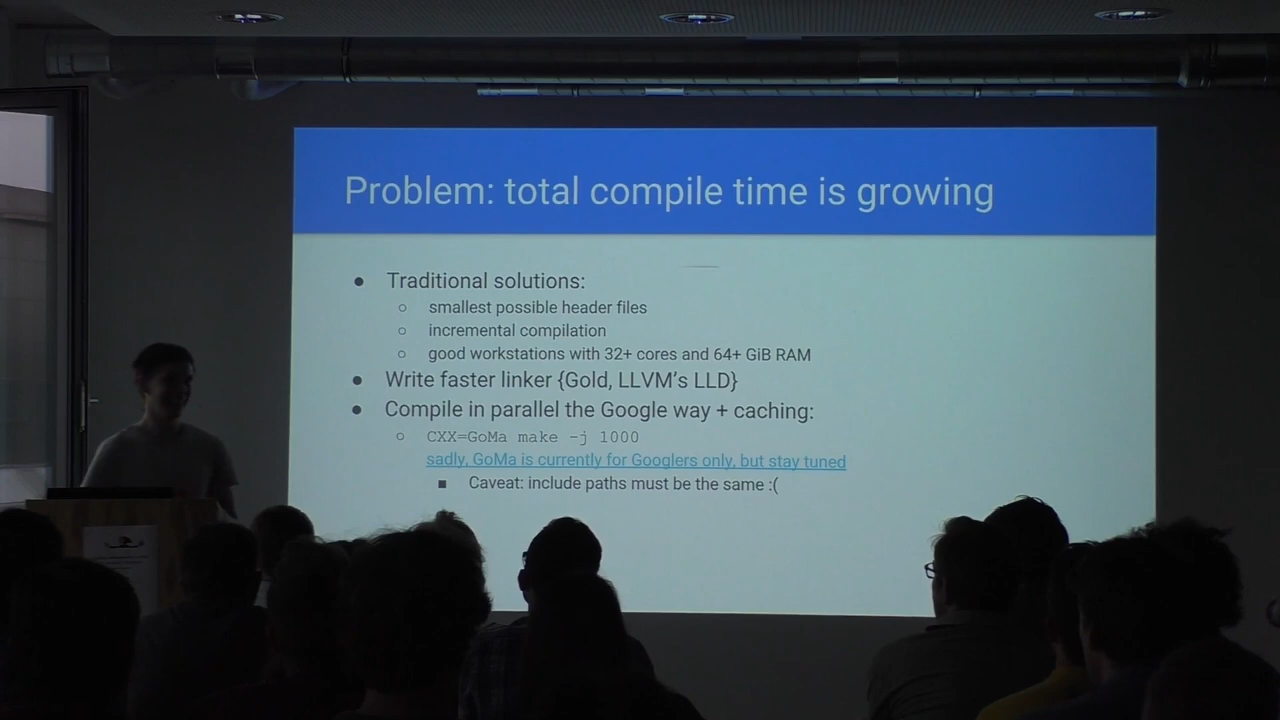 Problem: total compile time is growing
● Traditional solutions:
○ smallest possible header files
○ incremental compilation
○ good workstations with 32+ cores and 64+ GiB RAM
● Write faster linker {Gold, LLVM's LLD}
● Compile in parallel the Google way + caching:
○ CXX=GoMa make -j 1000
sadly, GoMa is currently for Googlers only, but stay tuned
■ Caveat: include paths must be the same :(